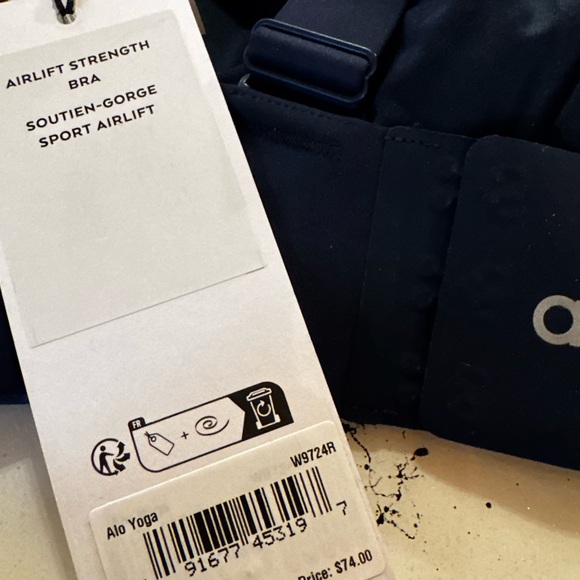 AIRLIFT STRENGTH
BRA
SOUTIEN-GORGE
SPORT AIRLIFT
FR
+
W9724R
Alo Yoga
91677 45319 7
Price: $74.00